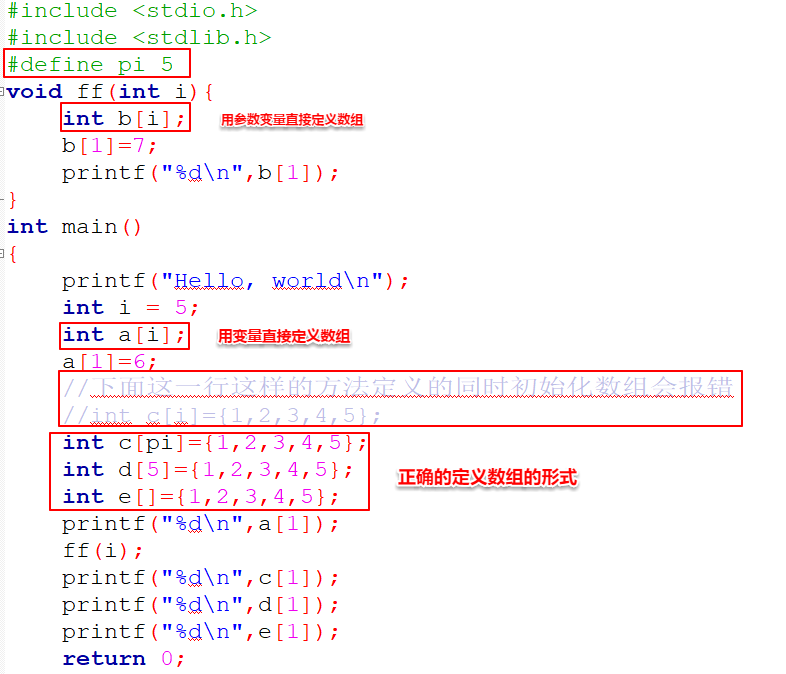 #include <stdio.h>
#include <stdlib.h>
#define pi 5
void ff(int i){
int b[i]; 用参数变量直接定义数组
b[1]=7;
printf("%d\n",b[1]);
}
int main()
{
printf("Hello, world\n");
int i = 5;
int a[i]; 用变量直接定义数组
a[1]=6;
//下面这一行这样的方法定义的同时初始化数组会报错
//int c[i]={1,2,3,4,5};
int c[pi]={1,2,3,4,5};
int d[5]={1,2,3,4,5}; 正确的定义数组的形式
int e[]={1,2,3,4,5};
printf("%d\n",a[1]);
ff(i);
printf("%d\n",c[1]);
printf("%d\n",d[1]);
printf("%d\n",e[1]);
return 0;